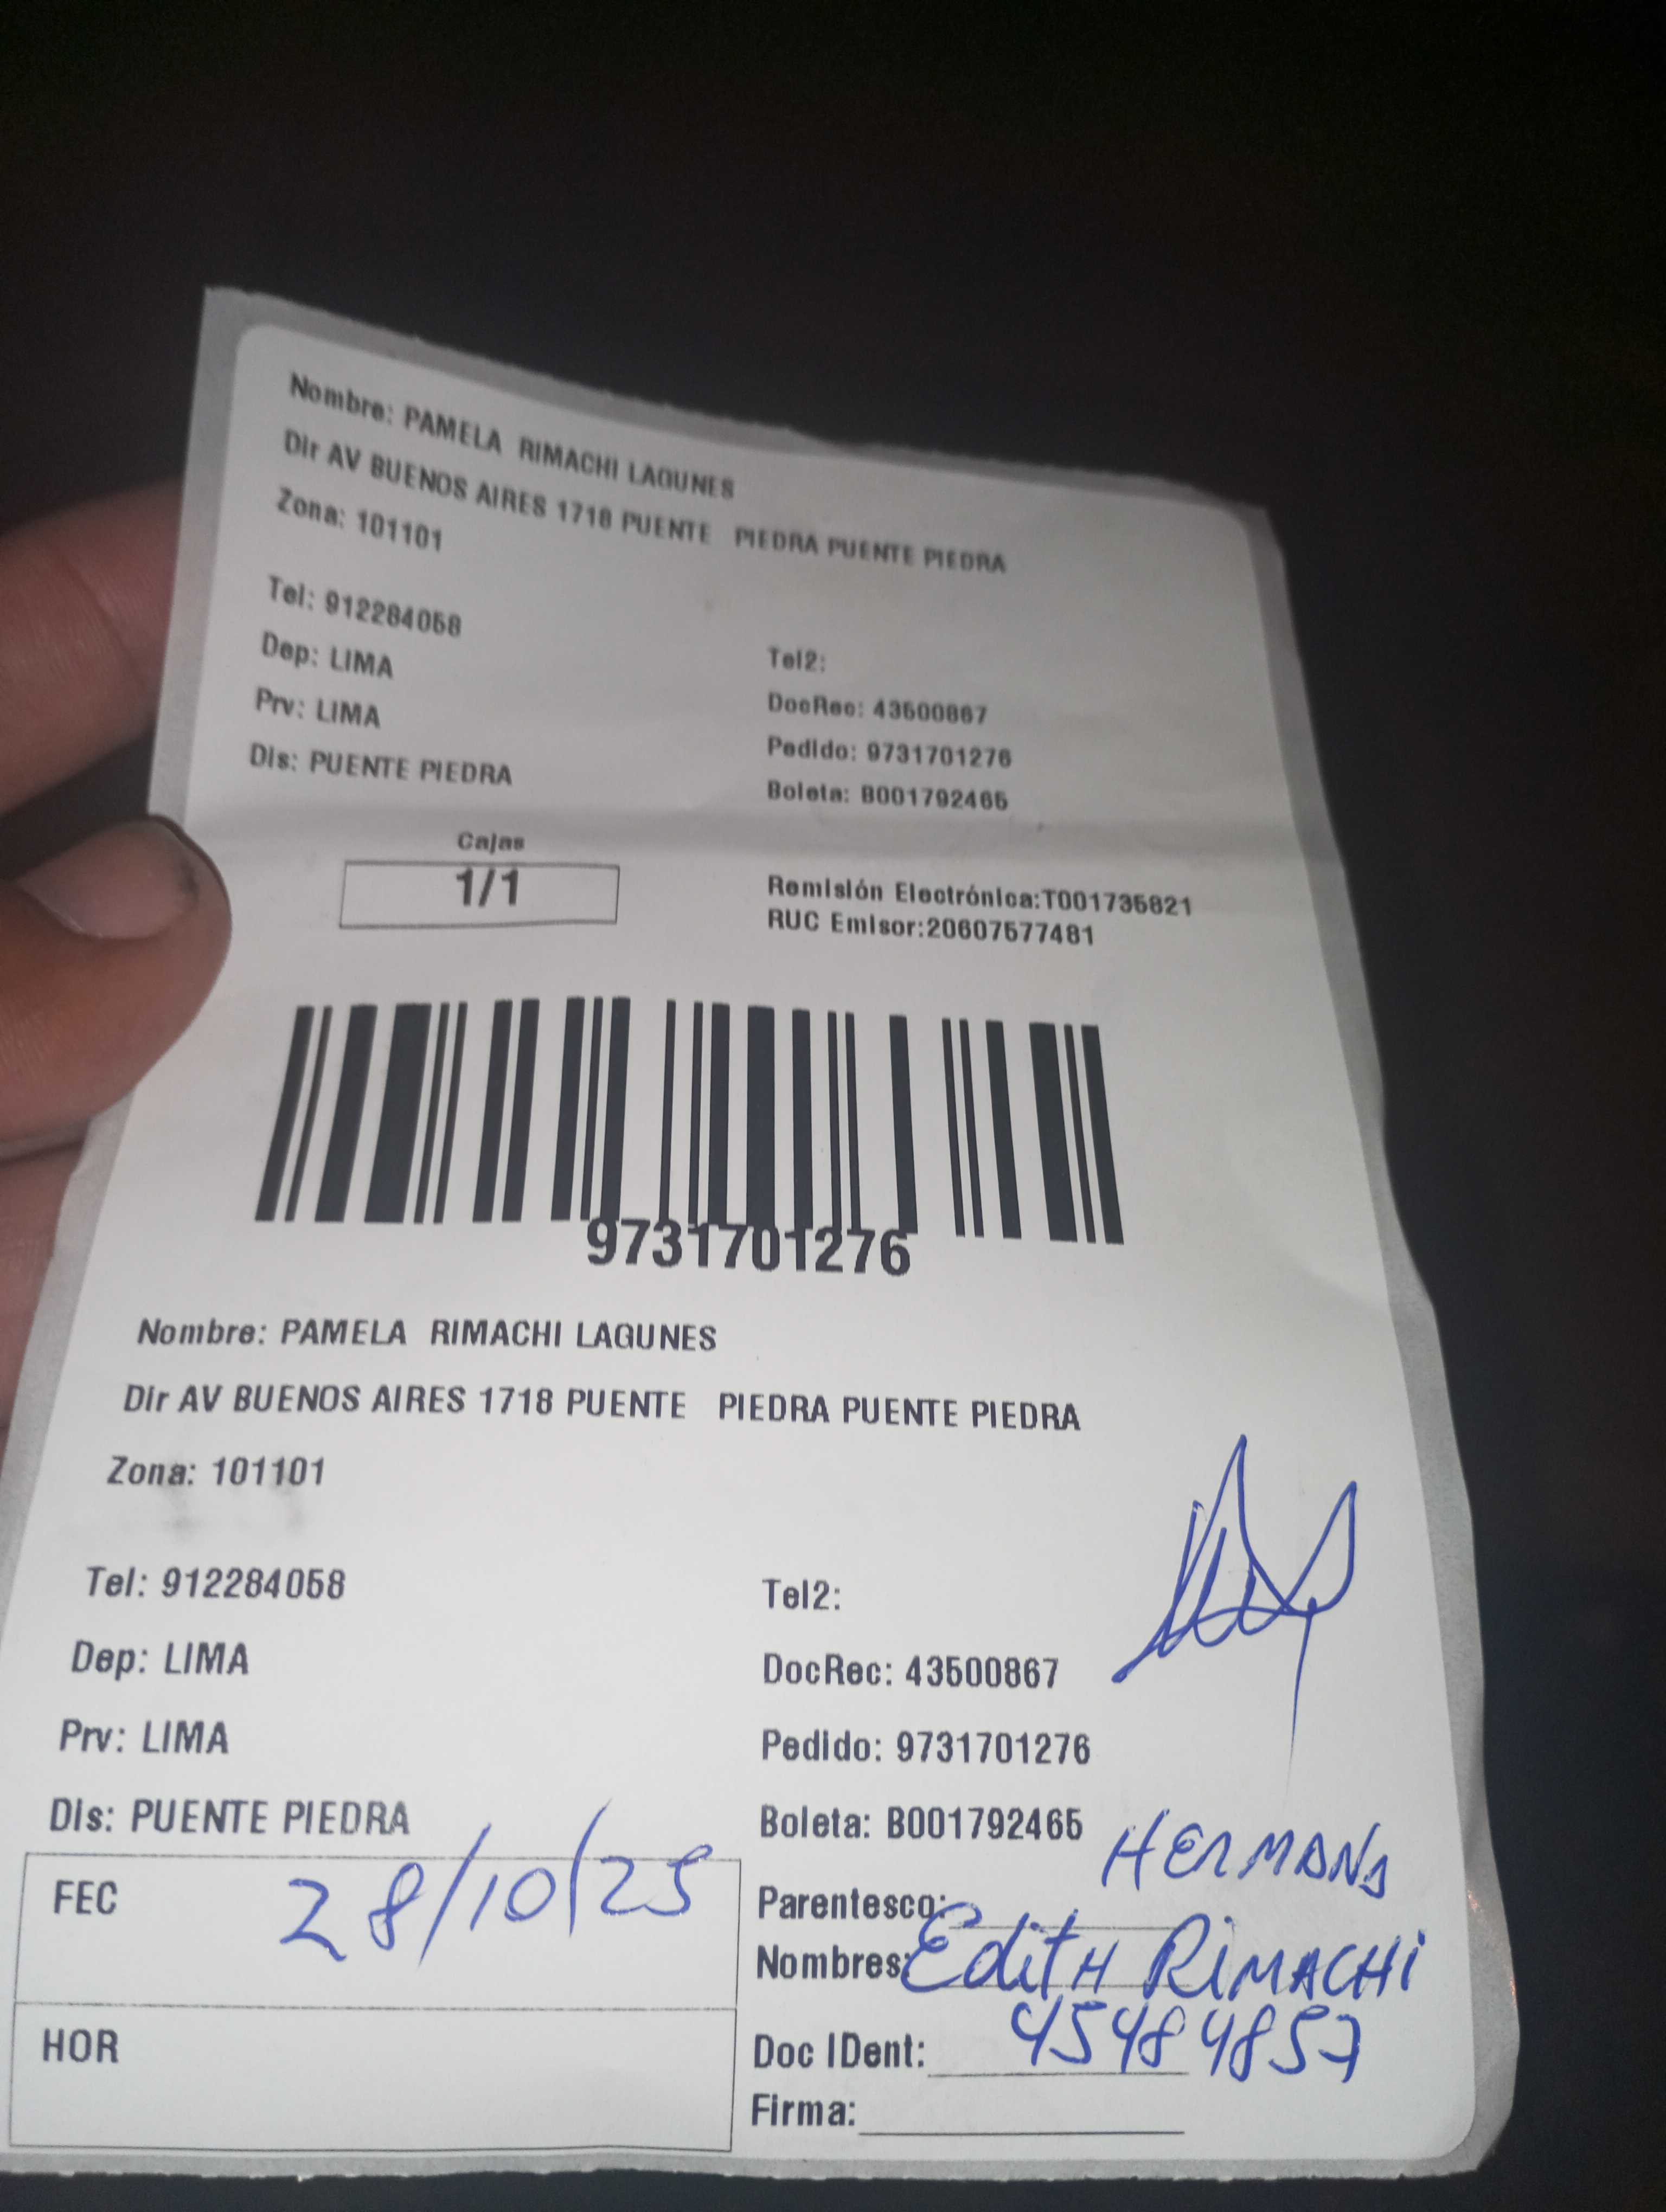 Nombre: PAMELA RIMACHI LAGUNES
Dir AV BUENOS AIRES 1718 PUENTE PIEDRA PUENTE PIEDRA
Zona: 101101
Tel: 912284058
Tel2:
Dep: LIMA
DocRec: 43500867
Prv: LIMA
Pedido: 9731701276
Dis: PUENTE PIEDRA
Boleta: B001792465
Cajas
1/1
Remisión Electrónica:T001735821
RUC Emisor:20607577481
9731701276
Nombre: PAMELA RIMACHI LAGUNES
Dir AV BUENOS AIRES 1718 PUENTE PIEDRA PUENTE PIEDRA
Zona: 101101
Tel: 912284058
Tel2:
Dep: LIMA
DocRec: 43500867
Prv: LIMA
Pedido: 9731701276
Dis: PUENTE PIEDRA
Boleta: B001792465
FEC 28/10/25
Parentesco: HERMANA
Nombres: Edith RIMACHI
HOR
Doc IDent: 45484857
Firma: